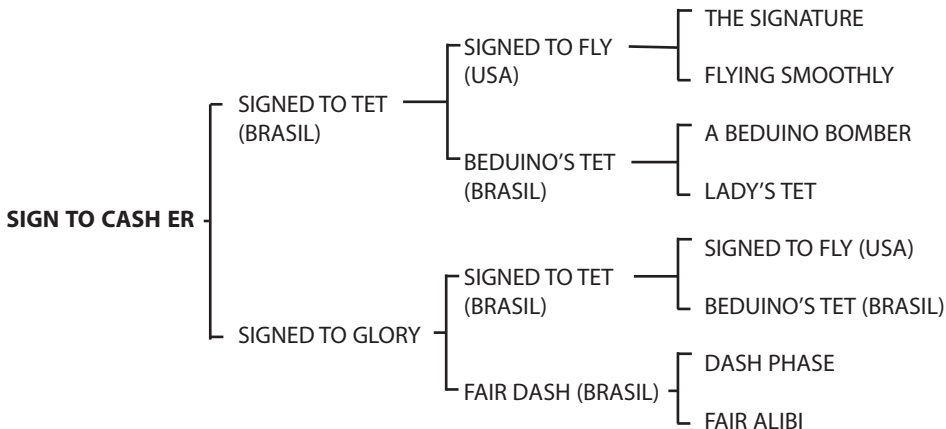 THE SIGNATURE
SIGNED TO FLY
(USA)
FLYING SMOOTHLY
SIGNED TO TET
(BRASIL)
A BEDUINO BOMBER
BEDUINO’S TET
(BRASIL)
LADY’S TET
SIGN TO CASH ER
SIGNED TO FLY (USA)
SIGNED TO TET
(BRASIL)
BEDUINO’S TET (BRASIL)
SIGNED TO GLORY
DASH PHASE
FAIR DASH (BRASIL)
FAIR ALIBI